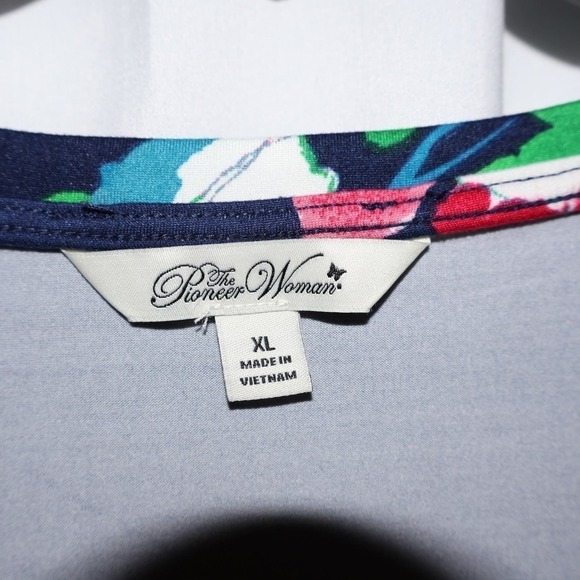 The
Pioneer Woman
XL
MADE IN
VIETNAM